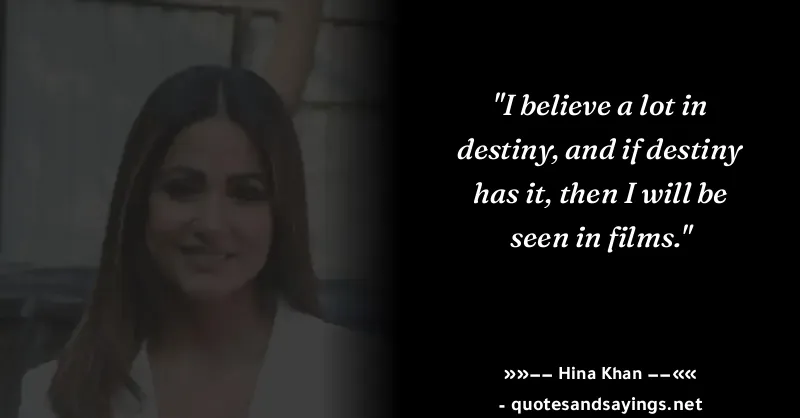 "I believe a lot in
destiny, and if destiny
has it, then I will be
seen in films."
»»−− Hina Khan −−««
- quotesandsayings.net